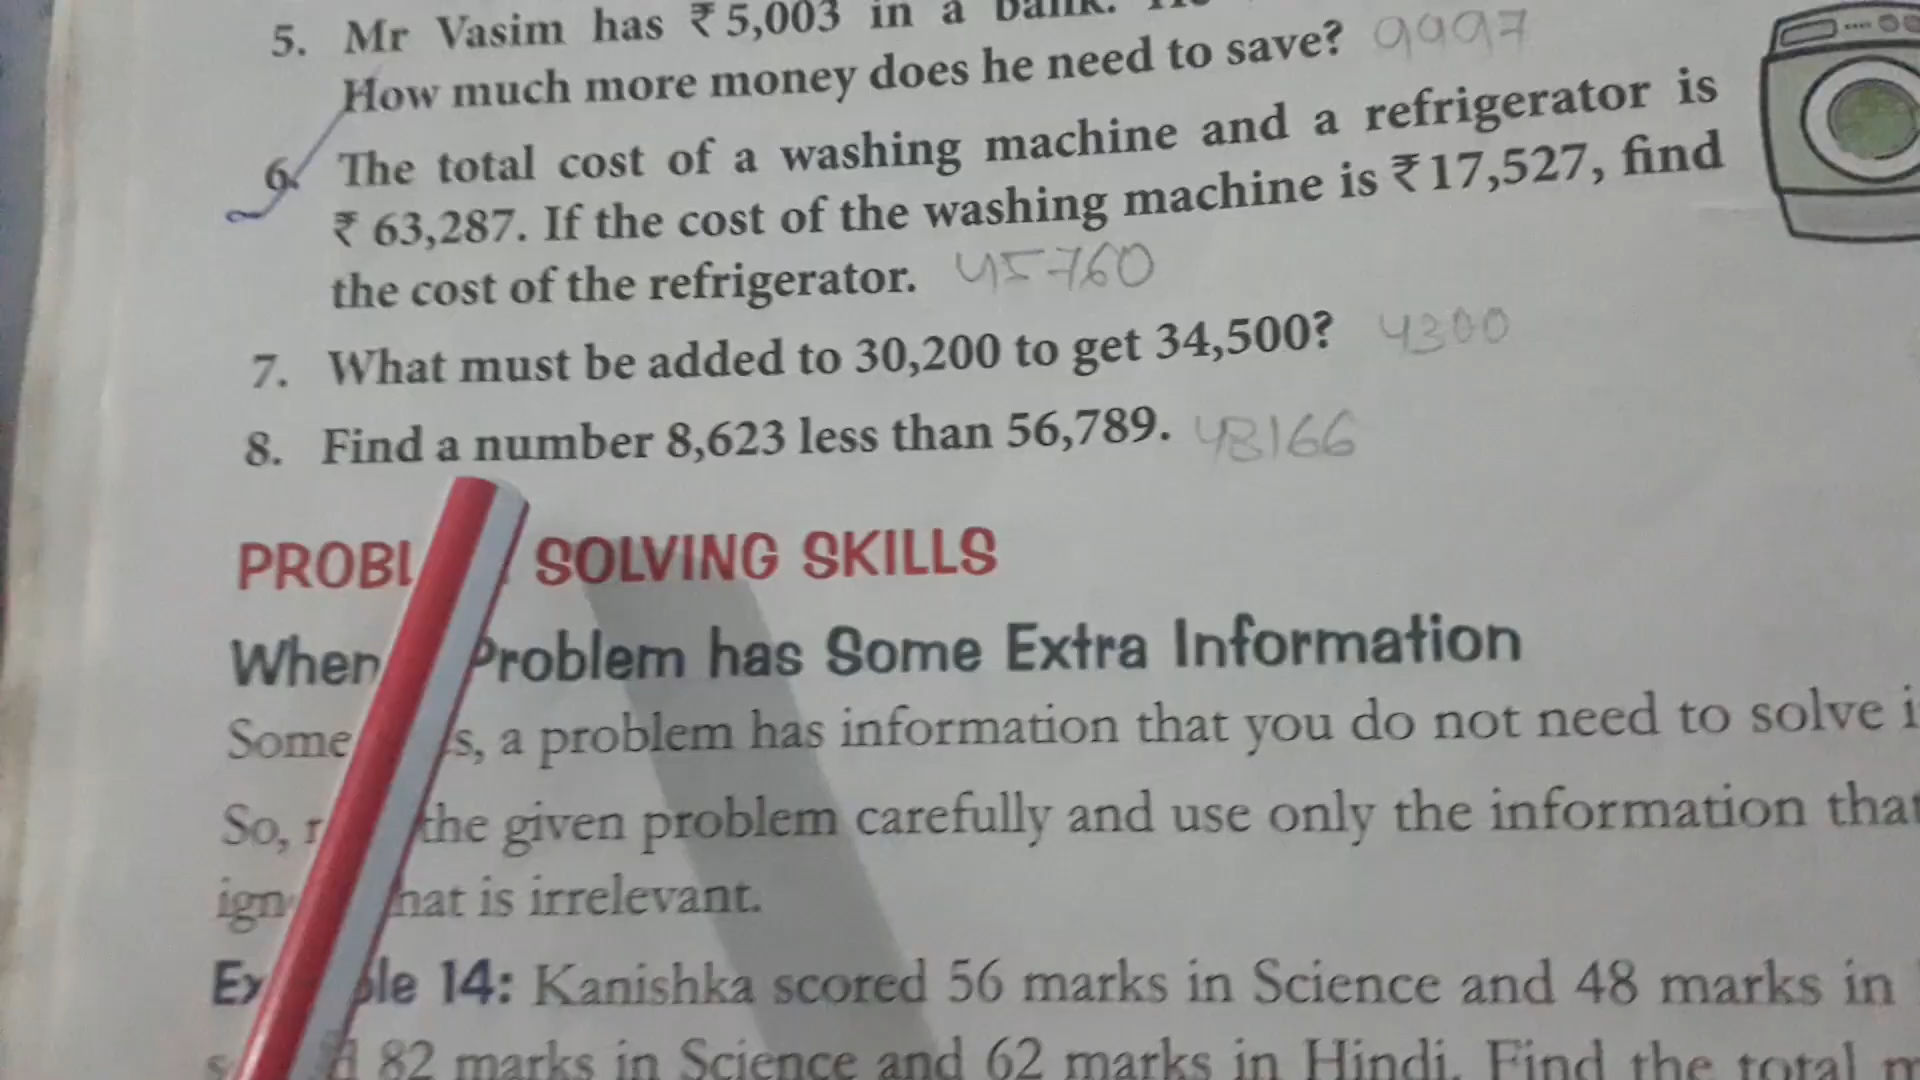 5. Mr Vasim has ₹ 5,003 in a bank.
How much more money does he need to save? 9997
6. The total cost of a washing machine and a refrigerator is
₹ 63,287. If the cost of the washing machine is ₹ 17,527, find
the cost of the refrigerator. 45760
7. What must be added to 30,200 to get 34,500? 4300
8. Find a number 8,623 less than 56,789. 48166
SOLVING SKILLS
When Problem has Some Extra Information
a problem has information that you do not need to solve
So, the given problem carefully and use only the information
is irrelevant.
14: Kanishka scored 56 marks in Science and 48 marks in
82 marks in Science and 62 marks in Hindi. Find the total